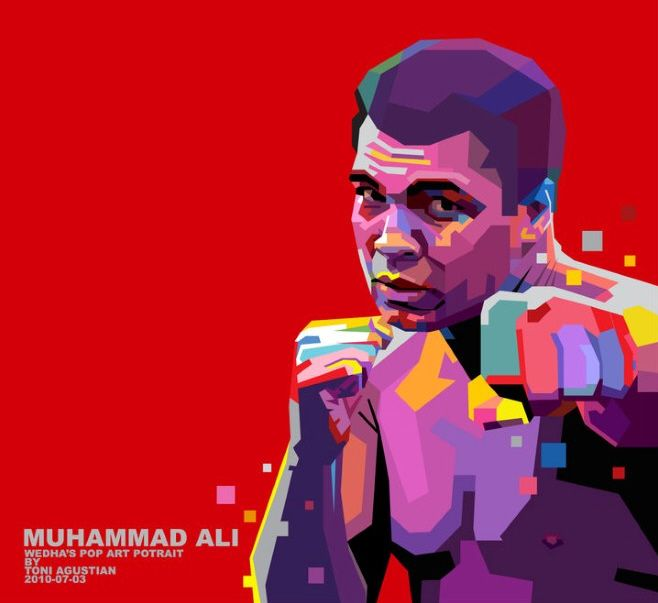 MUHAMMAD ALI
WEDHA'S POP ART POTRAIT
BY
TONI AGUSTIAN
2010-07-03